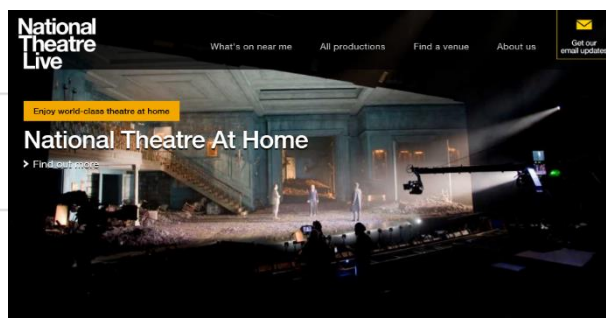 National
Theatre
Live
What's on near me
All productions
Find a venue
About us
Get our
email updates
Enjoy world-class theatre at home
National Theatre At Home
Find out more